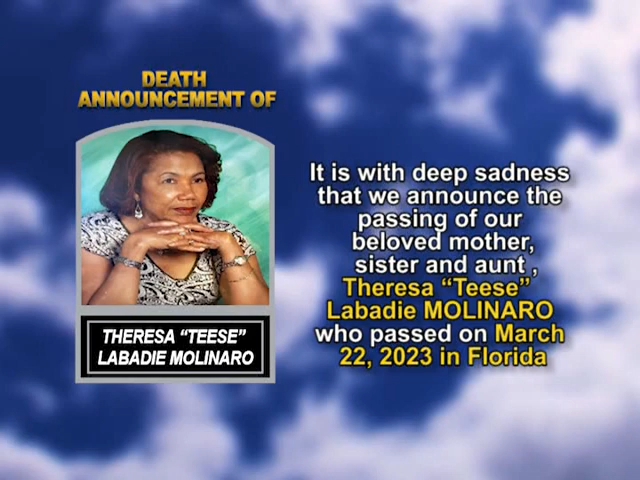 DEATH
ANNOUNCEMENT OF
THERESA “TEESE”
LABADIE MOLINARO
It is with deep sadness
that we announce the
passing of our
beloved mother,
sister and aunt ,
Theresa “Teese”
Labadie MOLINARO
who passed on March
22, 2023 in Florida